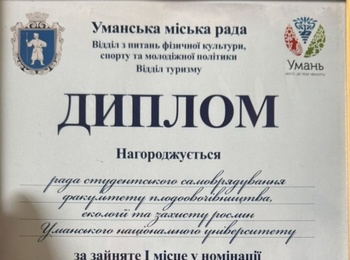 Уманська міська рада
Відділ з питань фізичної культури,
спорту та молодіжної політики
Відділ туризму
Умань
ДИПЛОМ
Нагороджується
рада студентського самоврядування
факультету плодоовочівництва,
екології та захисту рослин
Уманського національного університету
за зайняте І місце у номінації